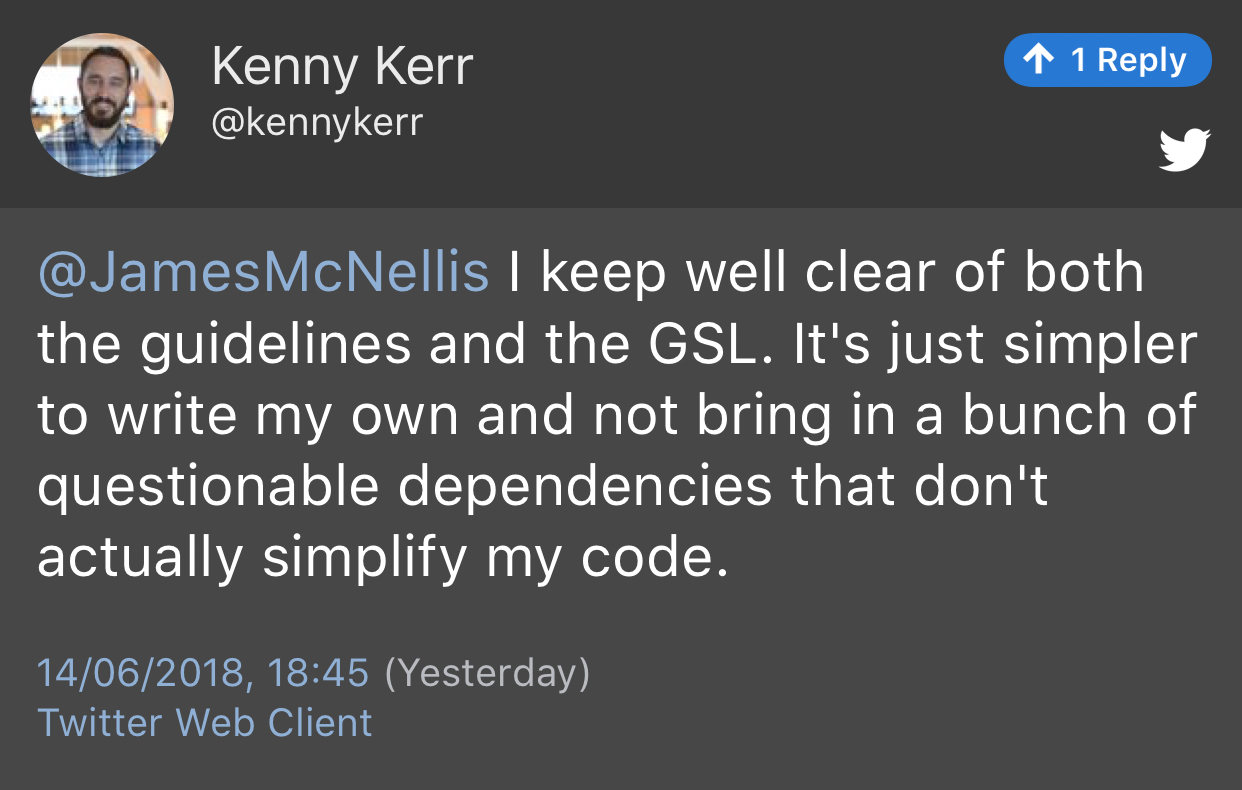 Kenny Kerr
@kennykerr
1 Reply
@JamesMcNellis I keep well clear of both
the guidelines and the GSL. It's just simpler
to write my own and not bring in a bunch of
questionable dependencies that don't
actually simplify my code.
14/06/2018, 18:45 (Yesterday)
Twitter Web Client